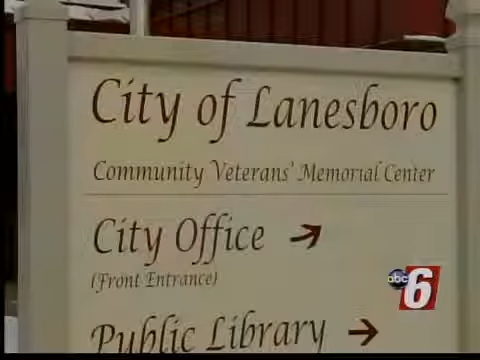 City of Lanesboro
Community Veterans' Memorial Center
City Office
(Front Entrance)
abc 6
Public Library